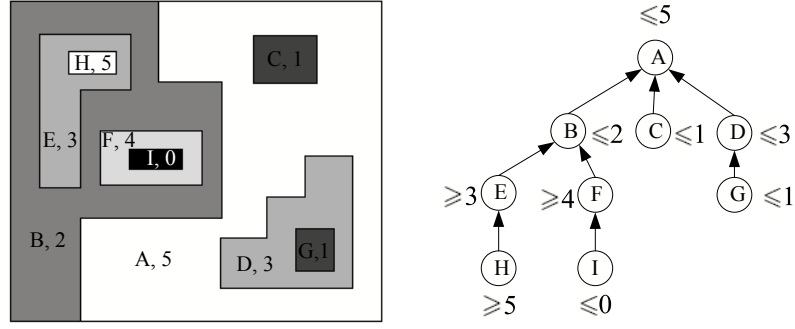 H, 5
C, 1
E, 3
F, 4
I, 0
B, 2
A, 5
D, 3
G,1
⩽5
A
B
⩽2
C
⩽1
D
⩽3
⩾3
E
⩾4
F
G
⩽1
H
I
⩾5
⩽0